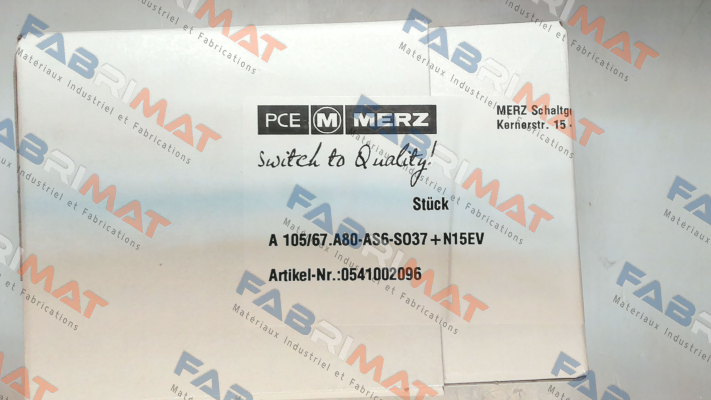 PCE M MERZ
Switch to Quality!
MERZ Schaltg
Kernerstr. 15
Stück
A 105/67.A80-AS6-SO37+N15EV
Artikel-Nr.:0541002096
FABRIMAT
Matériaux Industriel et Fabrications